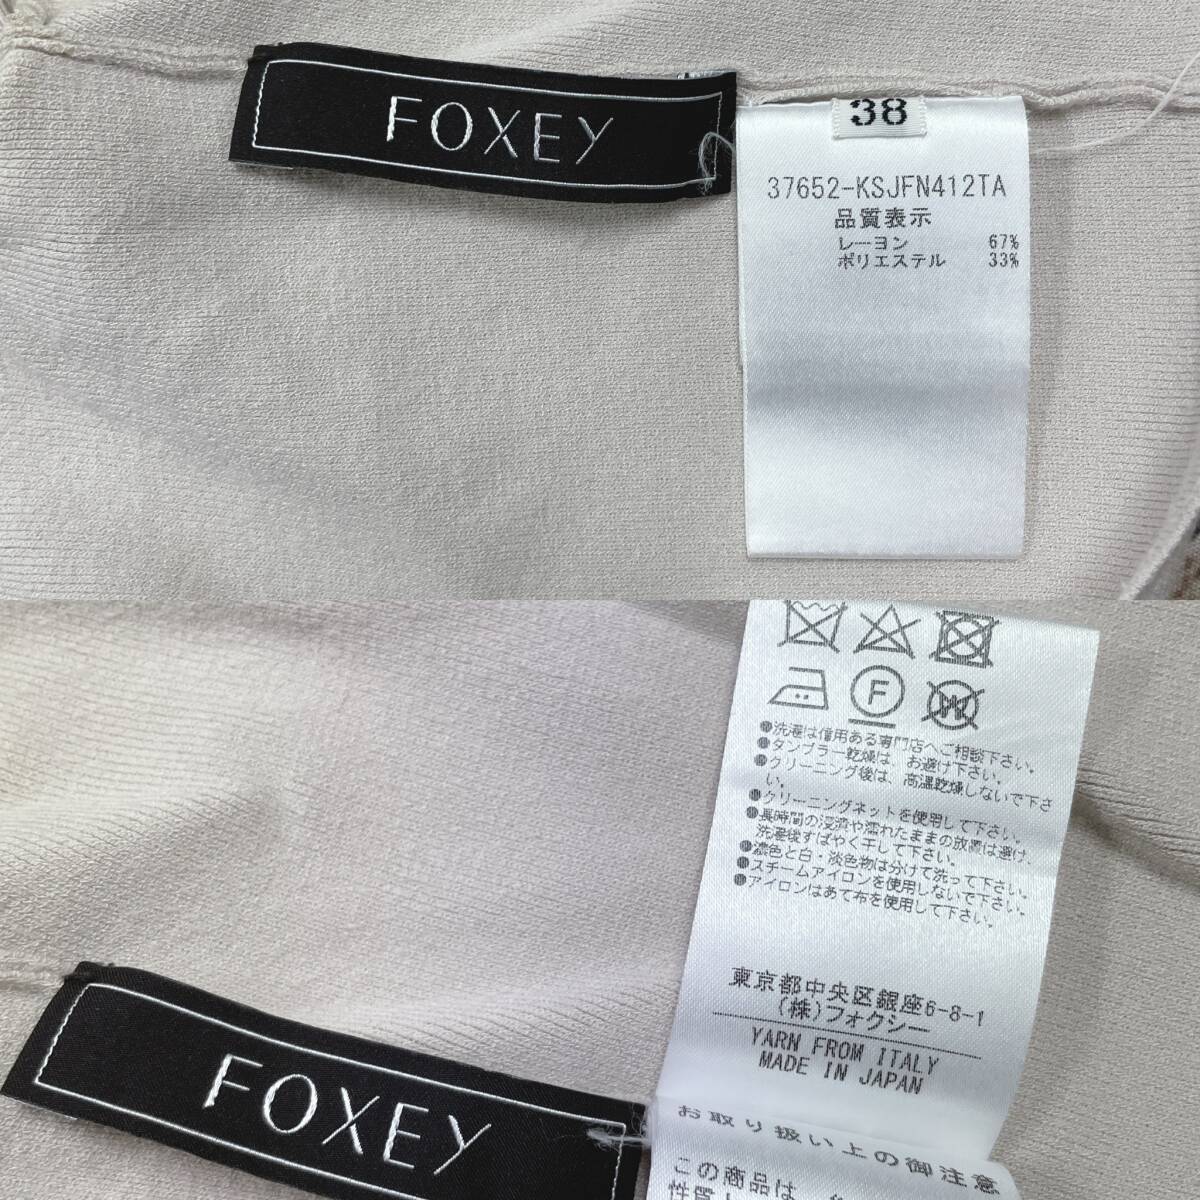 FOXEY
38
37652-KSJFN412TA
品質表示
レーヨン 67%
ポリエステル 33%
F
W
●洗濯は信用ある専門店へご相談下さい。
●タンブラー乾燥は、お避け下さい。
●クリーニング後は、高温乾燥しないで下さ
い。
●クリーニングネットを使用して下さい。
●長時間の浸漬や濡れたままの放置は避け、
洗濯後すばやく干して下さい。
●濃色と白・淡色物は分けて洗って下さい。
●スチームアイロンを使用しないで下さい。
●アイロンはあて布を使用して下さい。
東京都中央区銀座6-8-1
(株)フォクシー
YARN FROM ITALY
MADE IN JAPAN
FOXEY
お取り扱い上の御注意
この商品は、